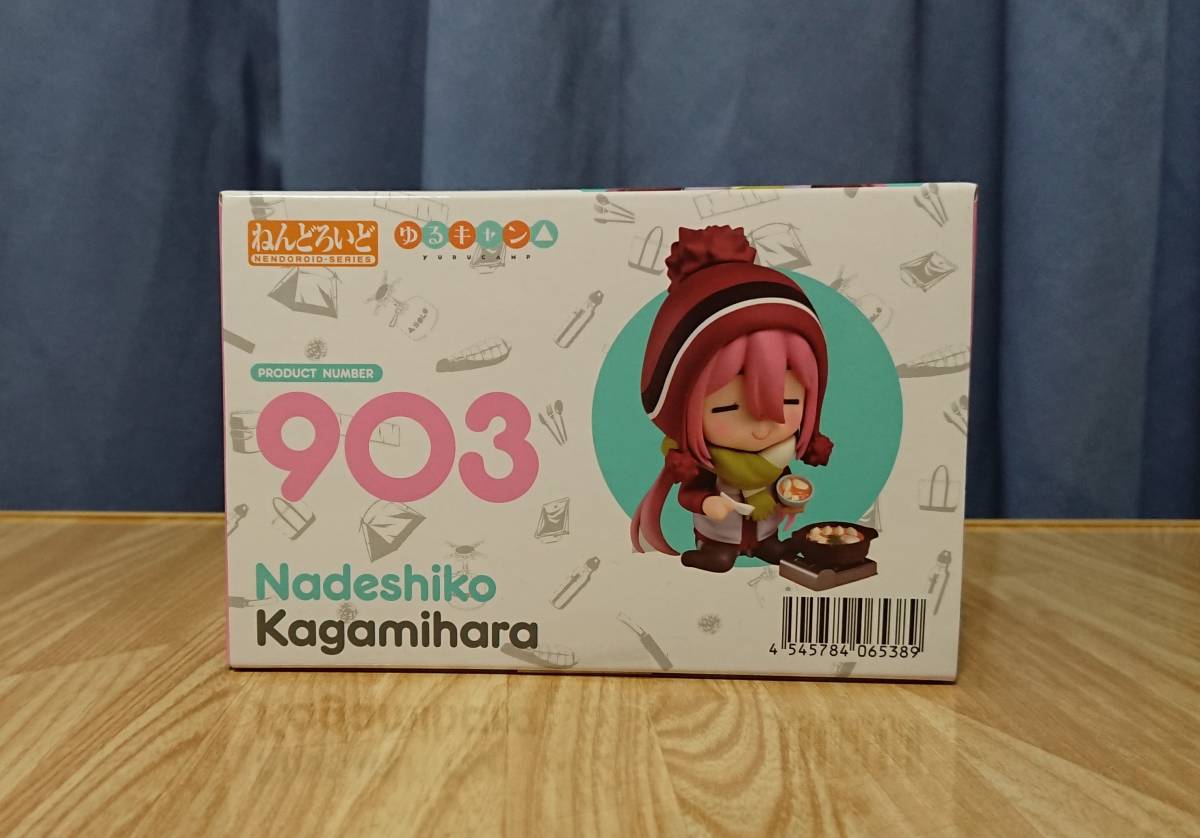 ねんどろいど
NENDOROID-SERIES
ゆるキャン△
YURUCAMP
ASOLO
PRODUCT NUMBER
903
Nadeshiko
Kagamihara
4 545784 065389